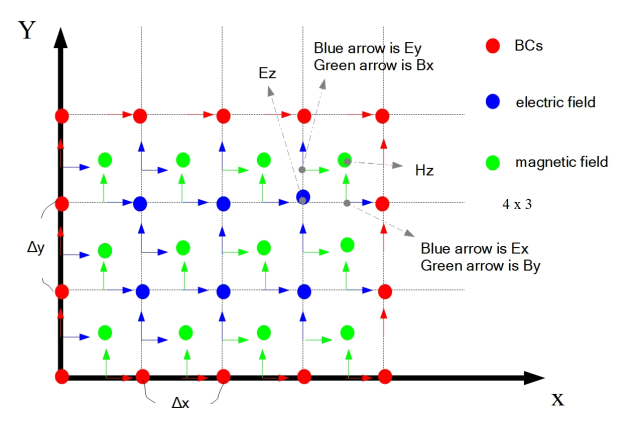 Y
Blue arrow is Ey
Green arrow is Bx
Ez
BCs
electric field
magnetic field
Hz
4 x 3
Δy
Blue arrow is Ex
Green arrow is By
Δx
x